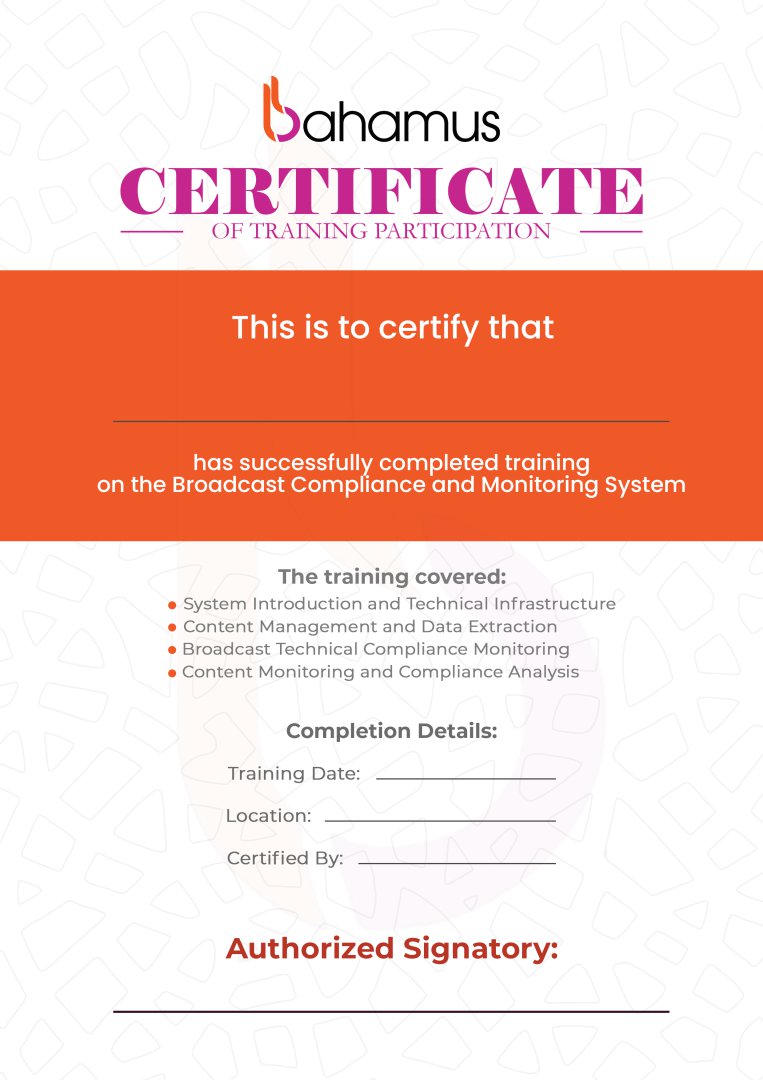 bahamus
CERTIFICATE
OF TRAINING PARTICIPATION
This is to certify that
has successfully completed training
on the Broadcast Compliance and Monitoring System
The training covered:
System Introduction and Technical Infrastructure
Content Management and Data Extraction
Broadcast Technical Compliance Monitoring
Content Monitoring and Compliance Analysis
Completion Details:
Training Date:
Location:
Certified By:
Authorized Signatory: